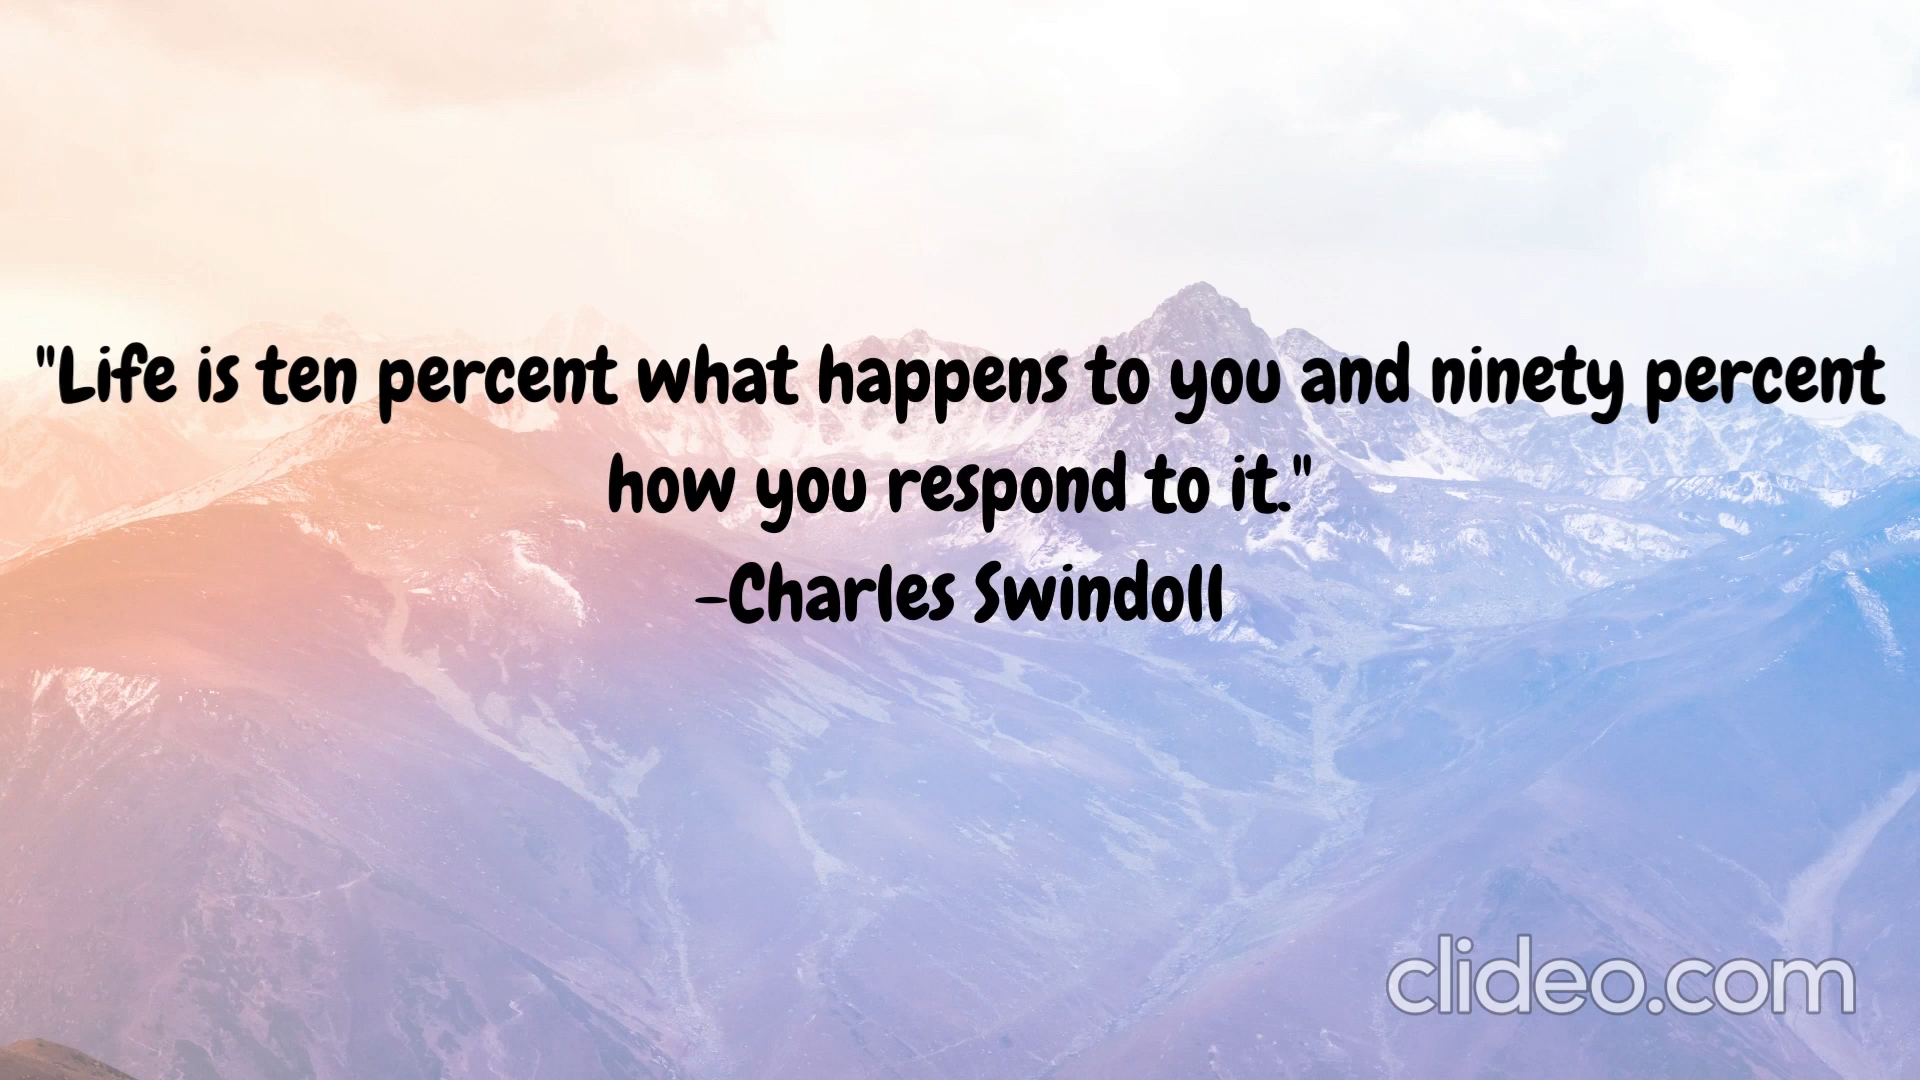 "Life is ten percent what happens to you and ninety percent
how you respond to it."
-Charles Swindoll
clideo.com